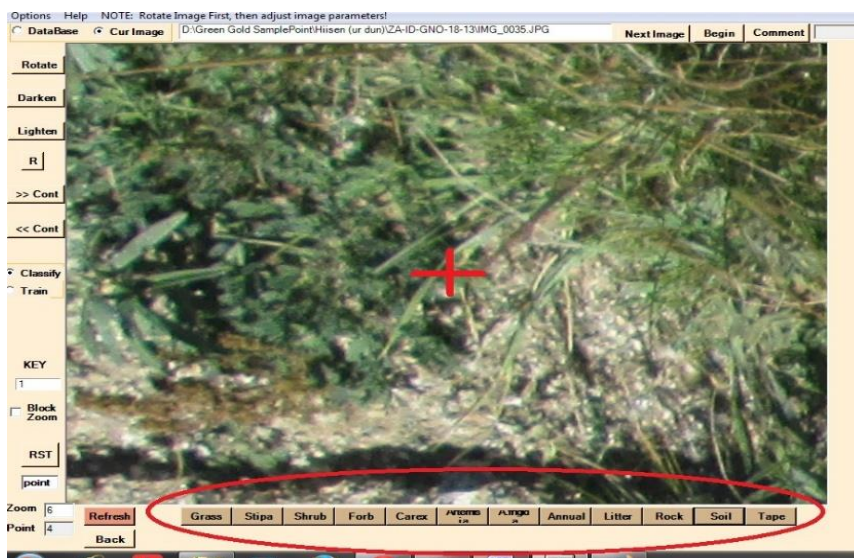 Options Help NOTE: Rotate Image First, then adjust image parameters!
DataBase Cur Image D:\Green Gold SamplePoint\Hiisen (ur dun)\ZA-ID-GNO-18-13\IMG_0035.JPG Next Image Begin Comment
Rotate
Darken
Lighten
R
>> Cont
<< Cont
Classify
Train
KEY
1
Block
Zoom
RST
point
Zoom 6
Point 4
Refresh
Back
Grass Stipa Shrub Forb Carex Annual Litter Rock Soil Tape